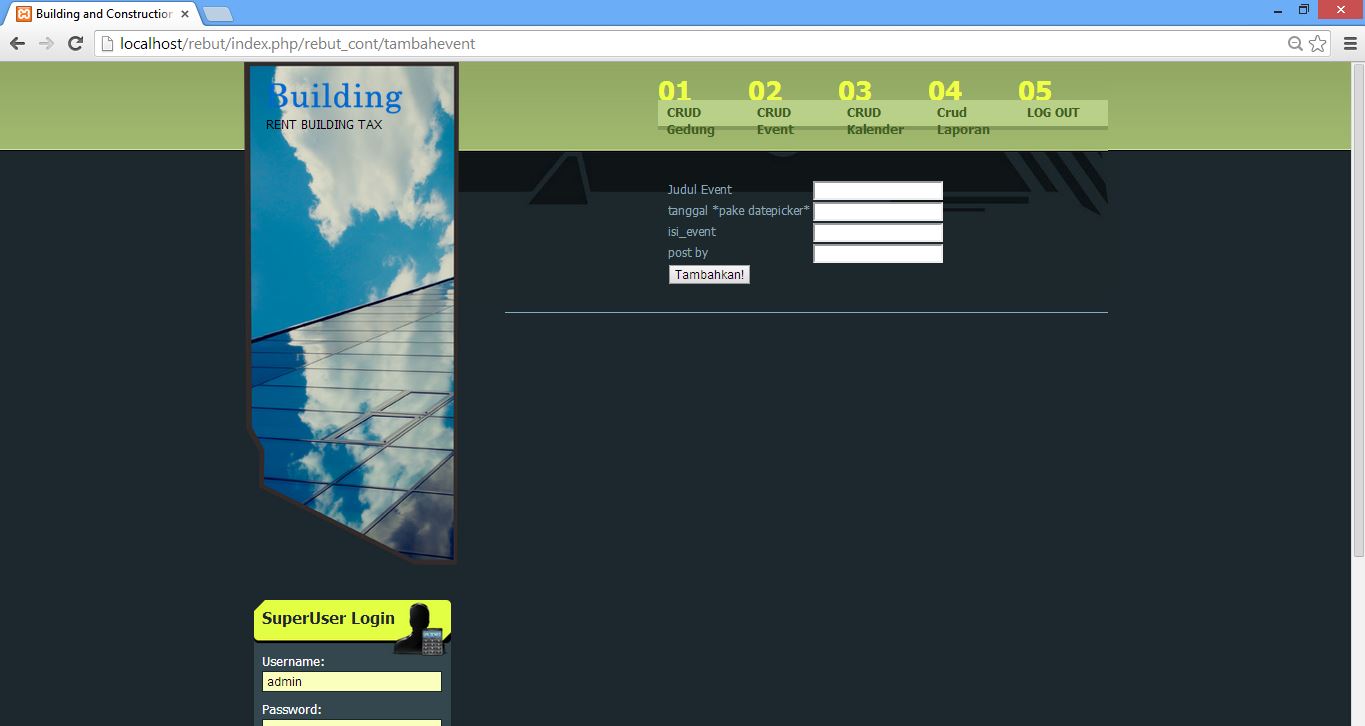 Building and Construction
localhost/rebut/index.php/rebut_cont/tambahevent
Building
RENT BUILDING TAX
01
CRUD
Gedung
02
CRUD
Event
03
CRUD
Kalender
04
Crud
Laporan
05
LOG OUT
Judul Event
tanggal *pake datepicker*
isi_event
post by
Tambahkan!
SuperUser Login
Username:
admin
Password: